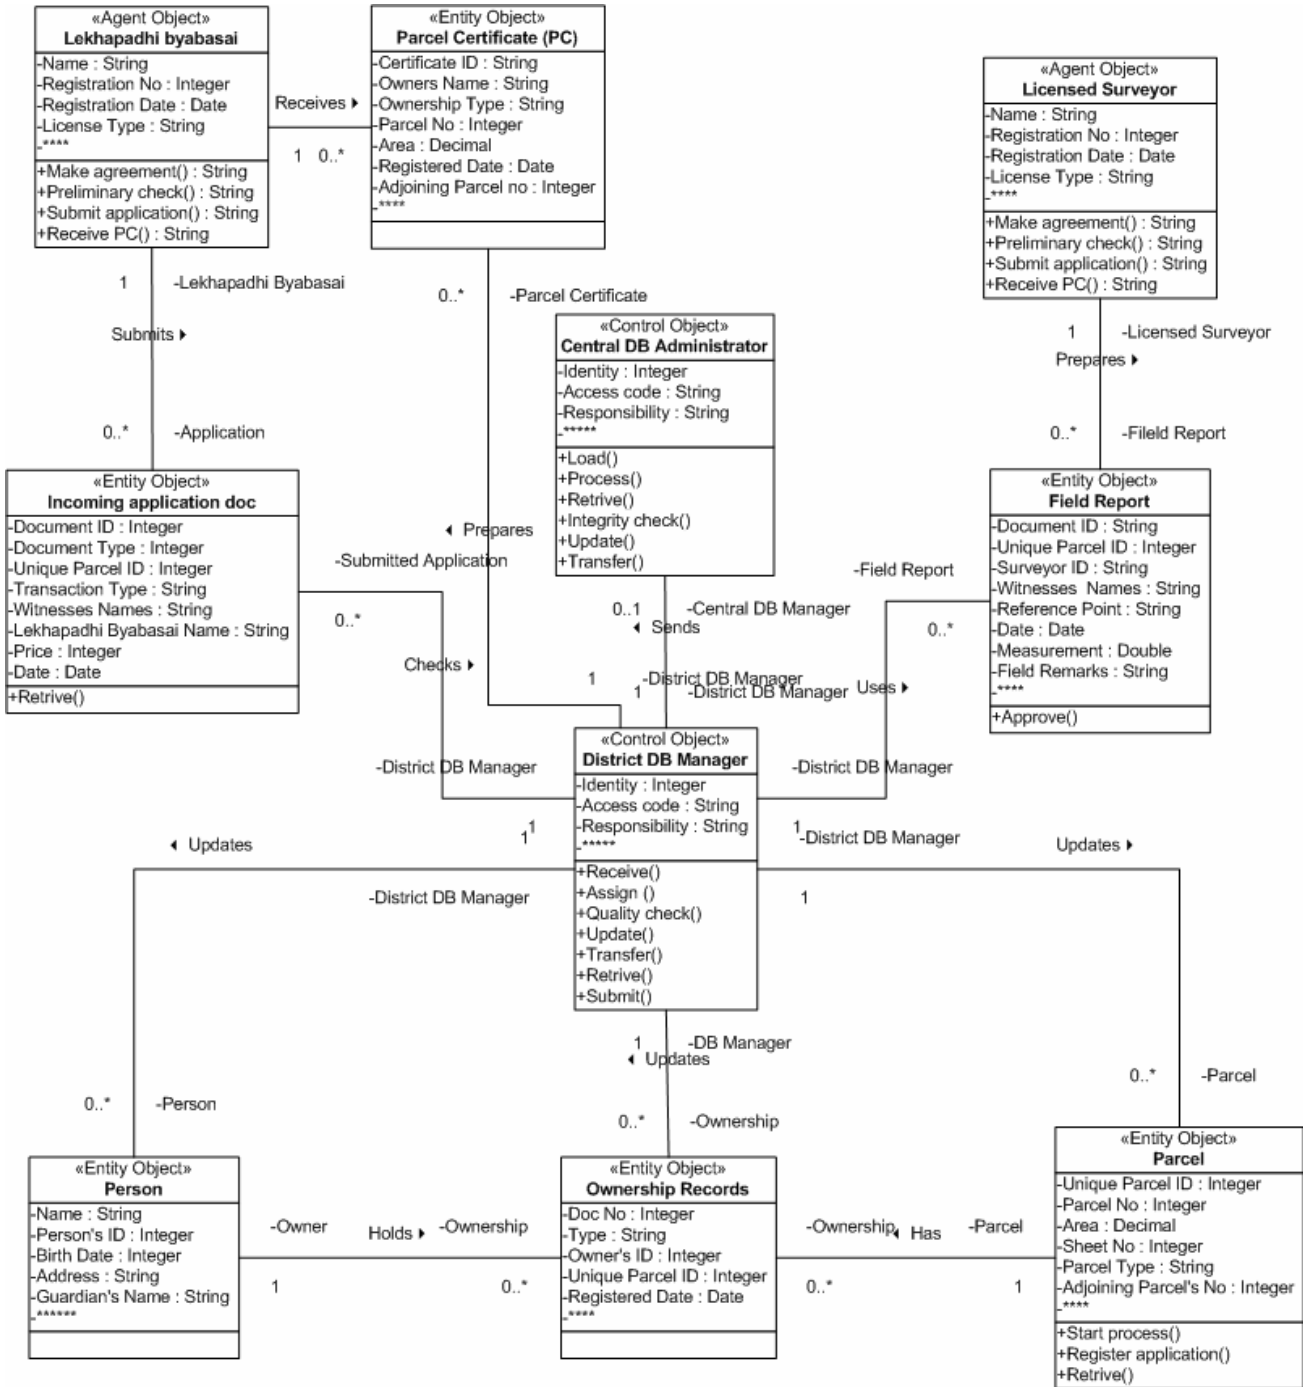 «Agent Object»
Lekhapadhi byabasai
-Name : String
-Registration No : Integer
-Registration Date : Date
-License Type : String
-****
+Make agreement() : String
+Preliminary check() : String
+Submit application() : String
+Receive PC() : String
Receives ▶
1 0..*
«Entity Object»
Parcel Certificate (PC)
-Certificate ID : String
-Owners Name : String
-Ownership Type : String
-Parcel No : Integer
-Area : Decimal
-Registered Date : Date
-Adjoining Parcel no : Integer
-****
«Agent Object»
Licensed Surveyor
-Name : String
-Registration No : Integer
-Registration Date : Date
-License Type : String
-****
+Make agreement() : String
+Preliminary check() : String
+Submit application() : String
+Receive PC() : String
1 -Lekhapadhi Byabasai
Submits ▶
0..* -Application
0..* -Parcel Certificate
1 -Licensed Surveyor
Prepares ▶
0..* -Fileld Report
«Control Object»
Central DB Administrator
-Identity : Integer
-Access code : String
-Responsibility : String
-*****
+Load()
+Process()
+Retrive()
+Integrity check()
+Update()
+Transfer()
«Entity Object»
Incoming application doc
-Document ID : Integer
-Document Type : Integer
-Unique Parcel ID : Integer
-Transaction Type : String
-Witnesses Names : String
-Lekhapadhi Byabasai Name : String
-Price : Integer
-Date : Date
+Retrive()
◀ Prepares
-Submitted Application
0..*
Checks ▶
«Entity Object»
Field Report
-Document ID : String
-Unique Parcel ID : Integer
-Surveyor ID : String
-Witnesses Names : String
-Reference Point : String
-Date : Date
-Measurement : Double
-Field Remarks : String
-****
+Approve()
-Field Report
0..*
Uses ▶
0..1 -Central DB Manager
◀ Sends
1 -District DB Manager
1 -District DB Manager
«Control Object»
District DB Manager
-Identity : Integer
-Access code : String
-Responsibility : String
-*****
+Receive()
+Assign ()
+Quality check()
+Update()
+Transfer()
+Retrive()
+Submit()
-District DB Manager
1
1
◀ Updates
-District DB Manager
-District DB Manager
1
-District DB Manager
Updates ▶
1
1 -DB Manager
◀ Updates
0..* -Ownership
0..* -Person
0..* -Parcel
«Entity Object»
Person
-Name : String
-Person's ID : Integer
-Birth Date : Integer
-Address : String
-Guardian's Name : String
-******
-Owner Holds ▶ -Ownership
1 0..*
«Entity Object»
Ownership Records
-Doc No : Integer
-Type : String
-Owner's ID : Integer
-Unique Parcel ID : Integer
-Registered Date : Date
-****
-Ownership ◀ Has -Parcel
0..* 1
«Entity Object»
Parcel
-Unique Parcel ID : Integer
-Parcel No : Integer
-Area : Decimal
-Sheet No : Integer
-Parcel Type : String
-Adjoining Parcel's No : Integer
-****
+Start process()
+Register application()
+Retrive()